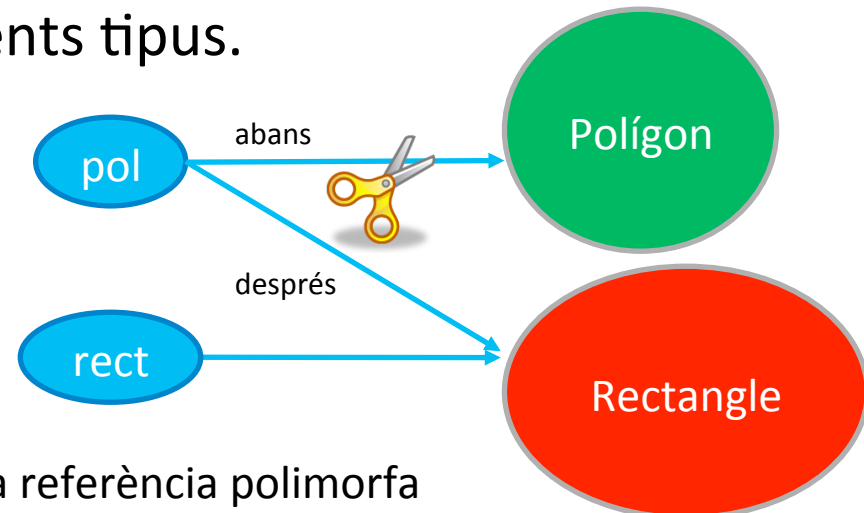 ents tipus.
abans
Polígon
pol
després
rect
Rectangle
a referència polimorfa